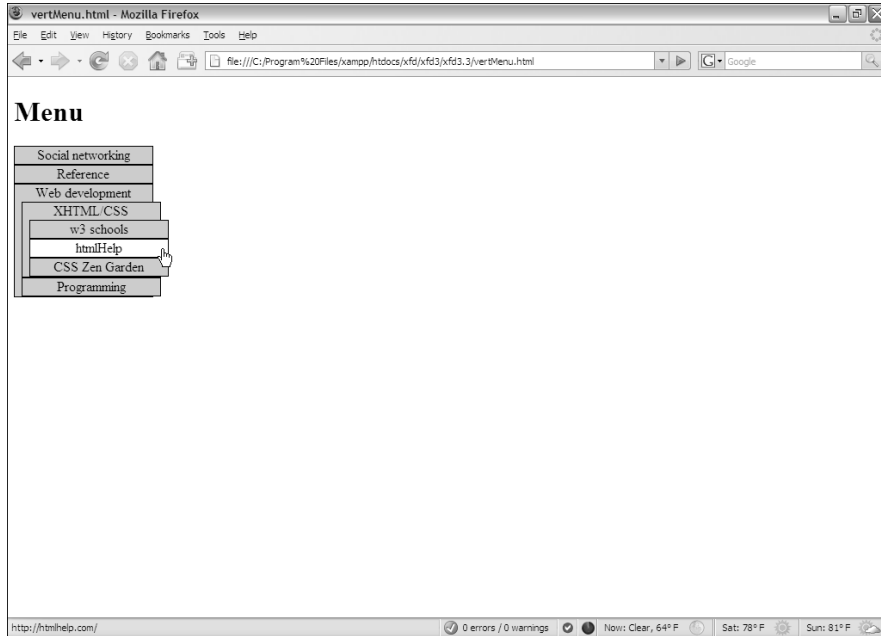 vertMenu.html - Mozilla Firefox
File Edit View History Bookmarks Tools Help
file:///C:/Program%20Files/xampp/htdocs/xfd/xfd3/xfd3.3/vertMenu.html
G Google
Menu
Social networking
Reference
Web development
XHTML/CSS
w3 schools
htmlHelp
CSS Zen Garden
Programming
http://htmlhelp.com/ 0 errors / 0 warnings Now: Clear, 64° F Sat: 78° F Sun: 81° F